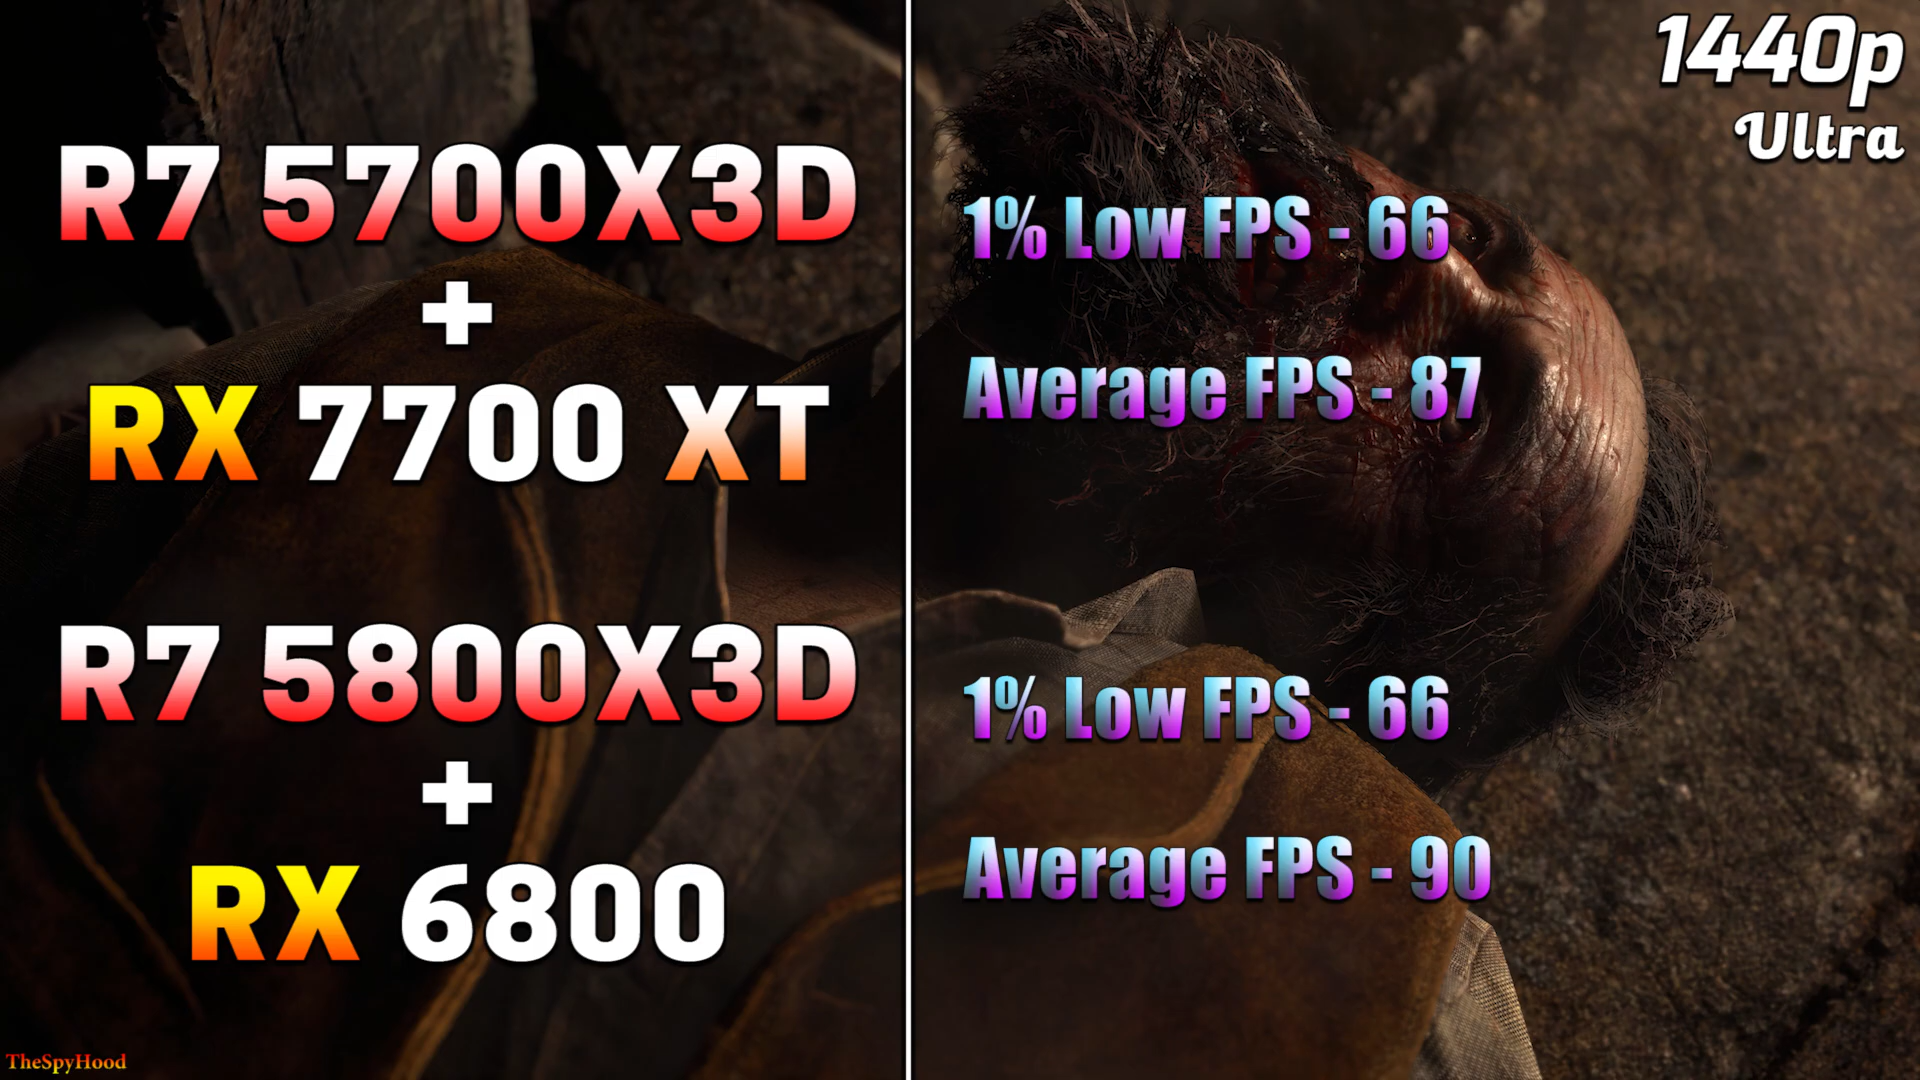 1440p
Ultra
R7 5700X3D
+
RX 7700 XT
1% Low FPS - 66
Average FPS - 87
R7 5800X3D
+
RX 6800
1% Low FPS - 66
Average FPS - 90
TheSpyHood